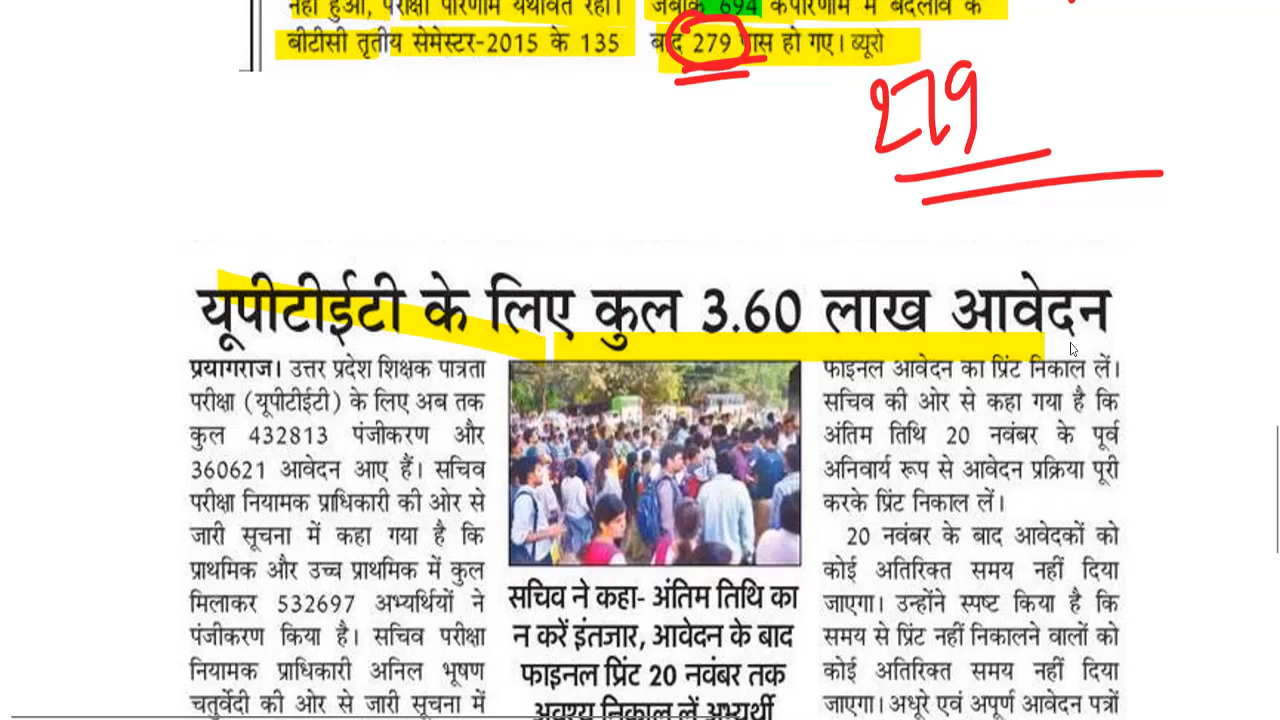 नहीं हुआ, परीक्षा परिणाम यथावत रहा।
बीटीसी तृतीय सेमेस्टर-2015 के 135
जबकि 694 के परिणाम में बदलाव के
बाद 279 पास हो गए। ब्यूरो
279
यूपीटीईटी के लिए कुल 3.60 लाख आवेदन
प्रयागराज। उत्तर प्रदेश शिक्षक पात्रता
परीक्षा (यूपीटीईटी) के लिए अब तक
कुल 432813 पंजीकरण और
360621 आवेदन आए हैं। सचिव
परीक्षा नियामक प्राधिकारी की ओर से
जारी सूचना में कहा गया है कि
प्राथमिक और उच्च प्राथमिक में कुल
मिलाकर 532697 अभ्यर्थियों ने
पंजीकरण किया है। सचिव परीक्षा
नियामक प्राधिकारी अनिल भूषण
चतुर्वेदी की ओर से जारी सूचना में
सचिव ने कहा- अंतिम तिथि का
न करें इंतजार, आवेदन के बाद
फाइनल प्रिंट 20 नवंबर तक
अवश्य निकाल लें अभ्यर्थी
फाइनल आवेदन का प्रिंट निकाल लें।
सचिव की ओर से कहा गया है कि
अंतिम तिथि 20 नवंबर के पूर्व
अनिवार्य रूप से आवेदन प्रक्रिया पूरी
करके प्रिंट निकाल लें।
20 नवंबर के बाद आवेदकों को
कोई अतिरिक्त समय नहीं दिया
जाएगा। उन्होंने स्पष्ट किया है कि
समय से प्रिंट नहीं निकालने वालों को
कोई अतिरिक्त समय नहीं दिया
जाएगा। अधूरे एवं अपूर्ण आवेदन पत्रों